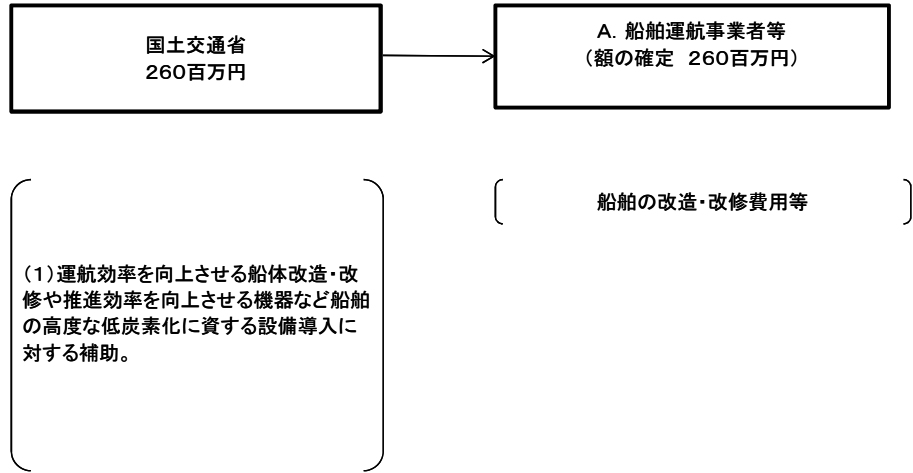 国土交通省
260百万円
A. 船舶運航事業者等
(額の確定　260百万円)
船舶の改造・改修費用等
(1)運航効率を向上させる船体改造・改
修や推進効率を向上させる機器など船舶
の高度な低炭素化に資する設備導入に
対する補助。